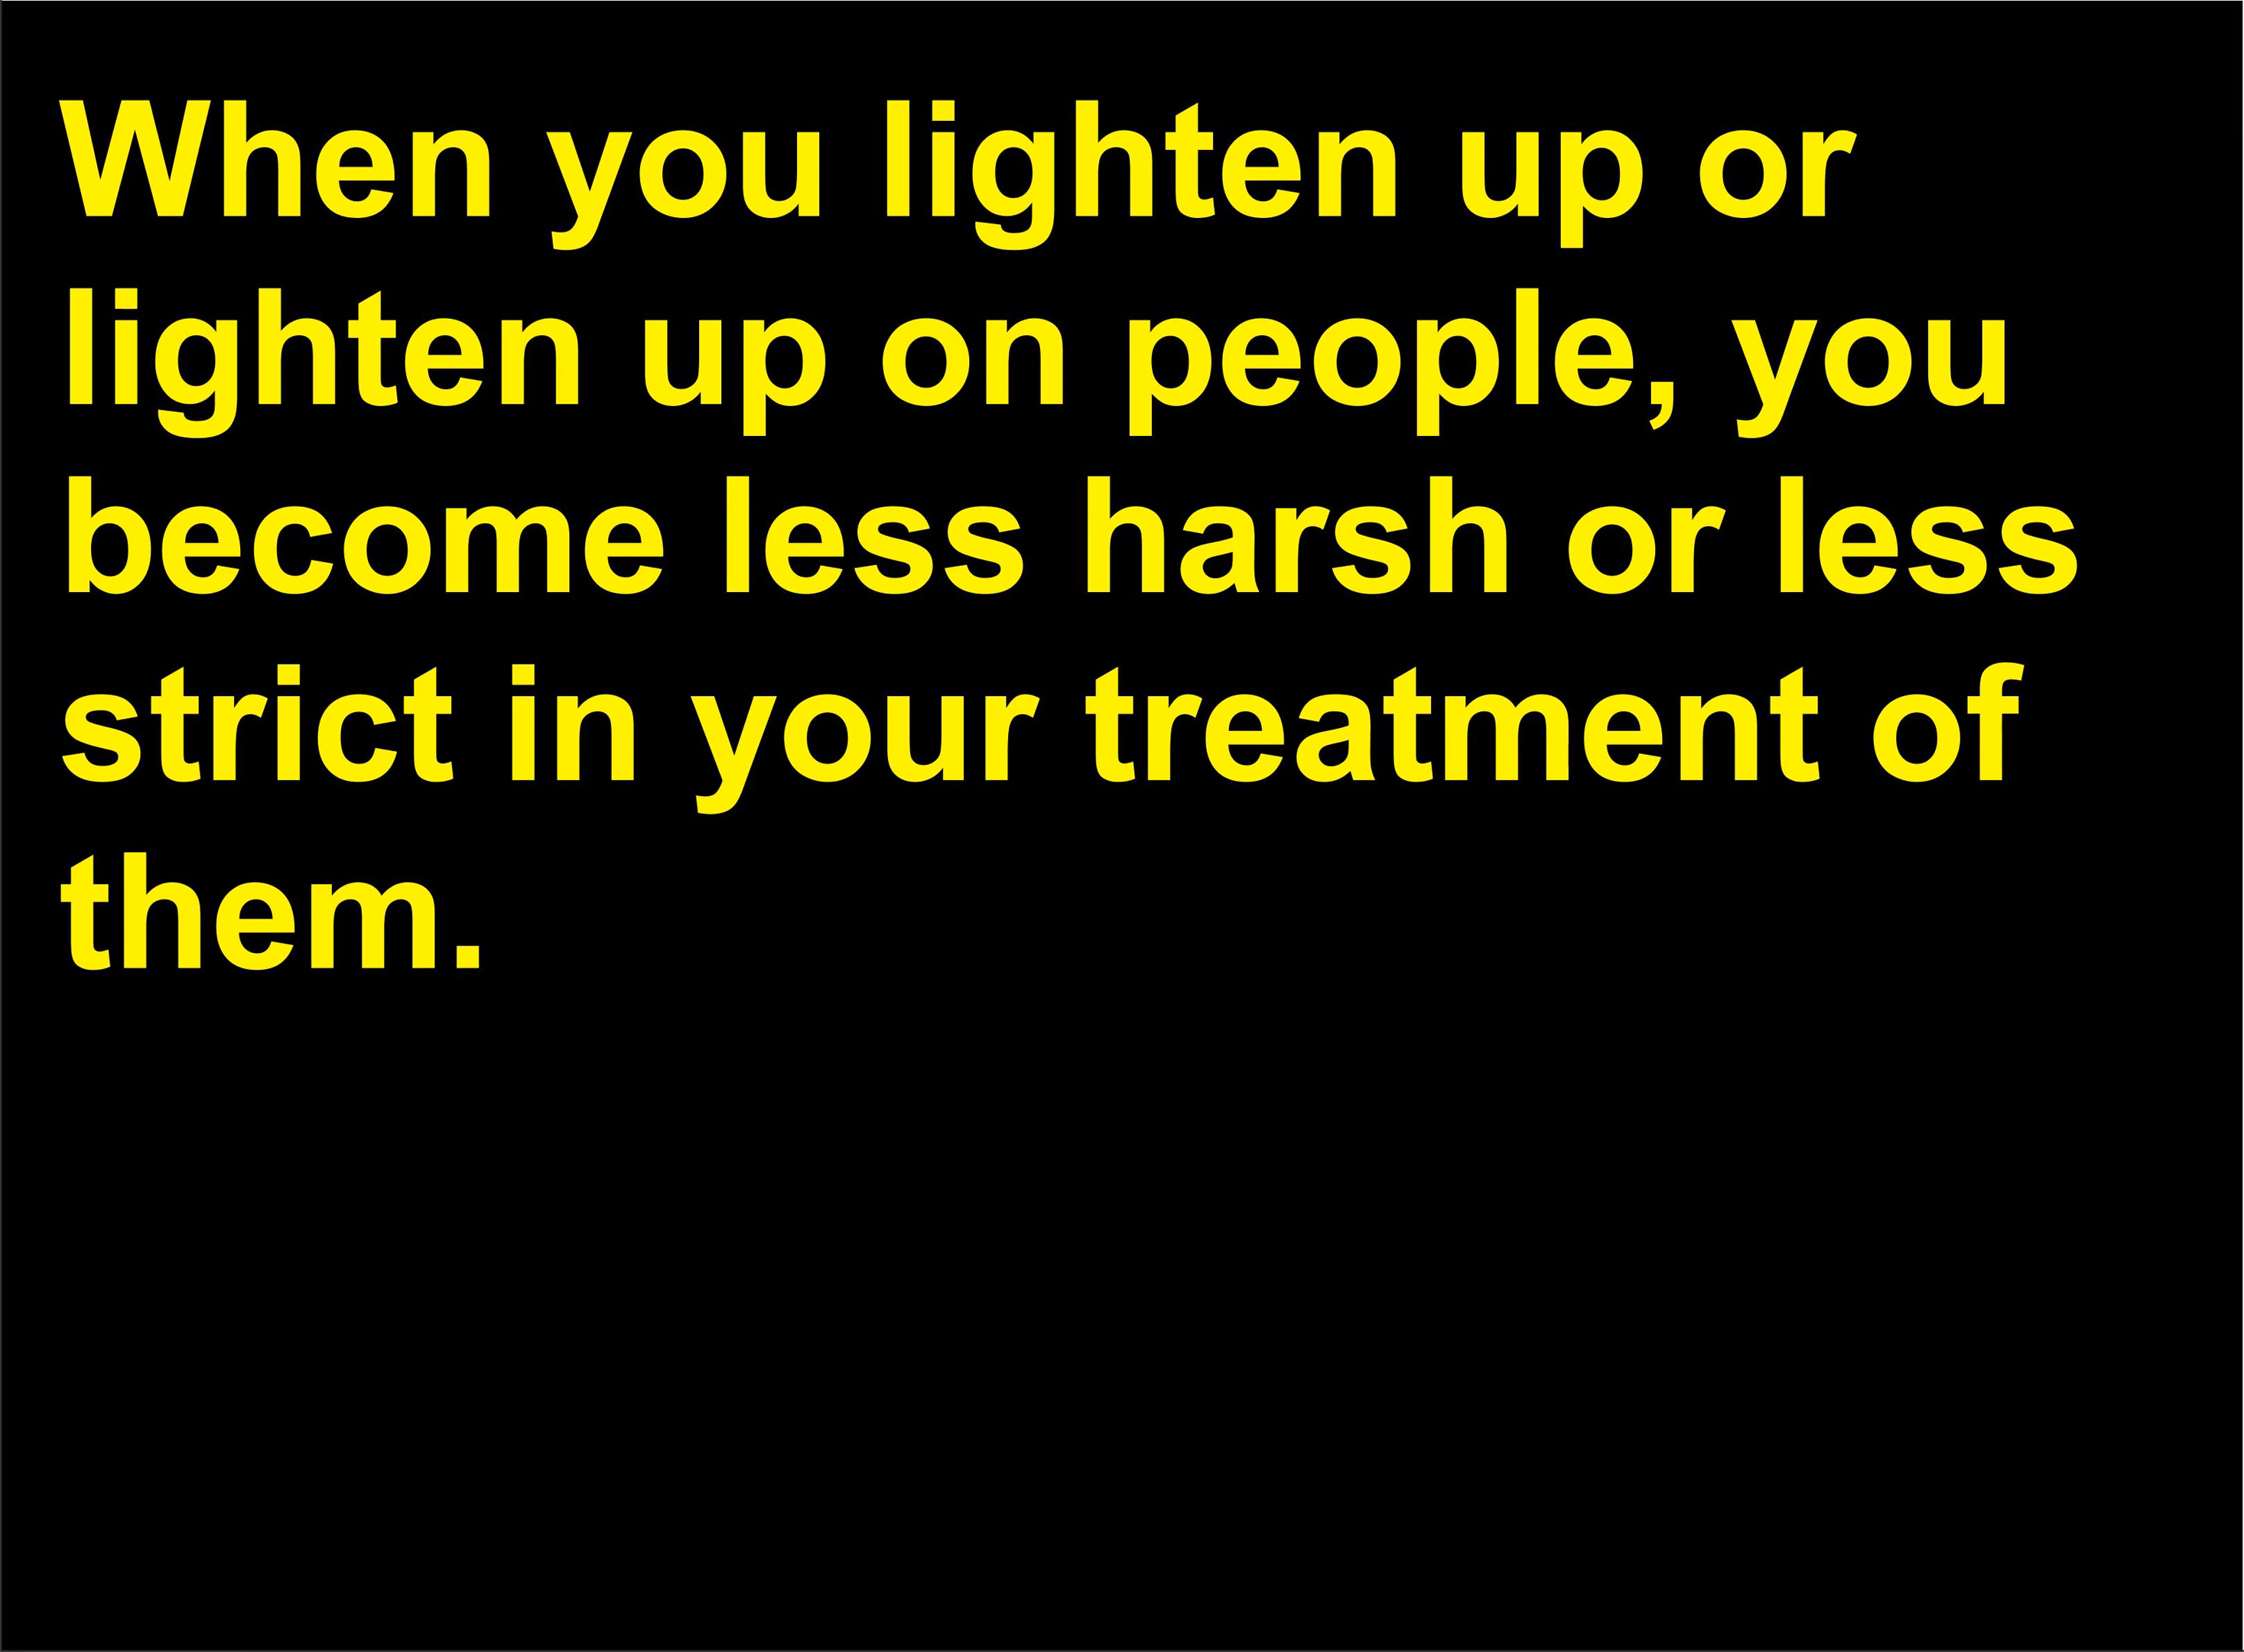 When you lighten up or
lighten up on people, you
become less harsh or less
strict in your treatment of
them.